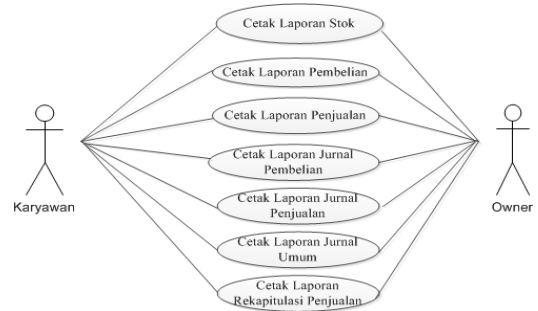 Cetak Laporan Stok
Cetak Laporan Pembelian
Cetak Laporan Penjualan
Cetak Laporan Jurnal
Pembelian
Cetak Laporan Jurnal
Penjualan
Cetak Laporan Jurnal
Umum
Cetak Laporan
Rekapitulasi Penjualan
Karyawan
Owner